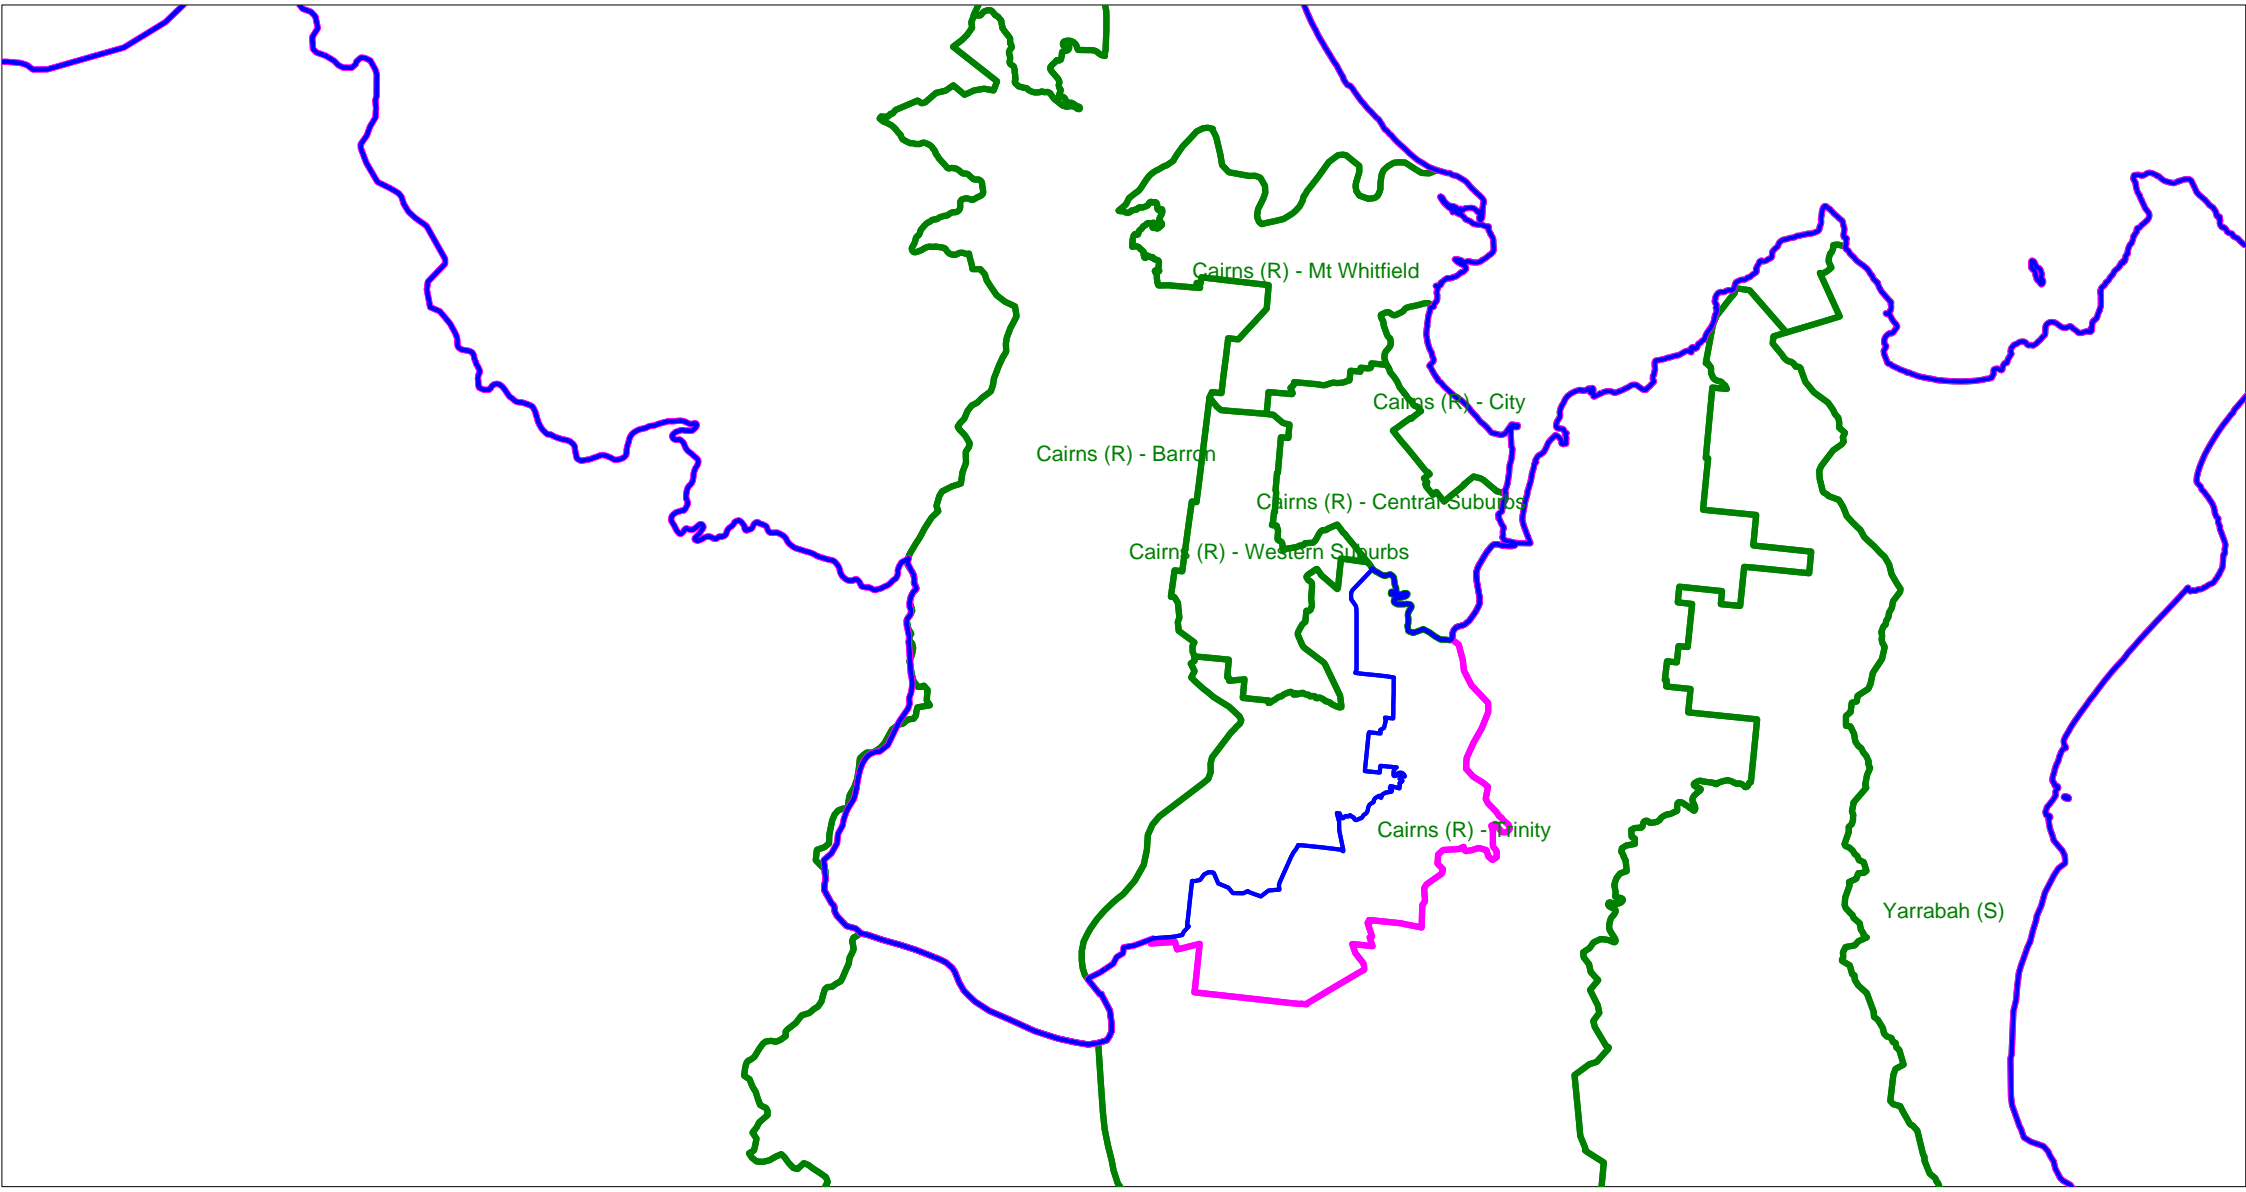 Cairns (R) - Mt Whitfield
Cairns (R) - City
Cairns (R) - Barron
Cairns (R) - Central Suburbs
Cairns (R) - Western Suburbs
Cairns (R) - Trinity
Yarrabah (S)